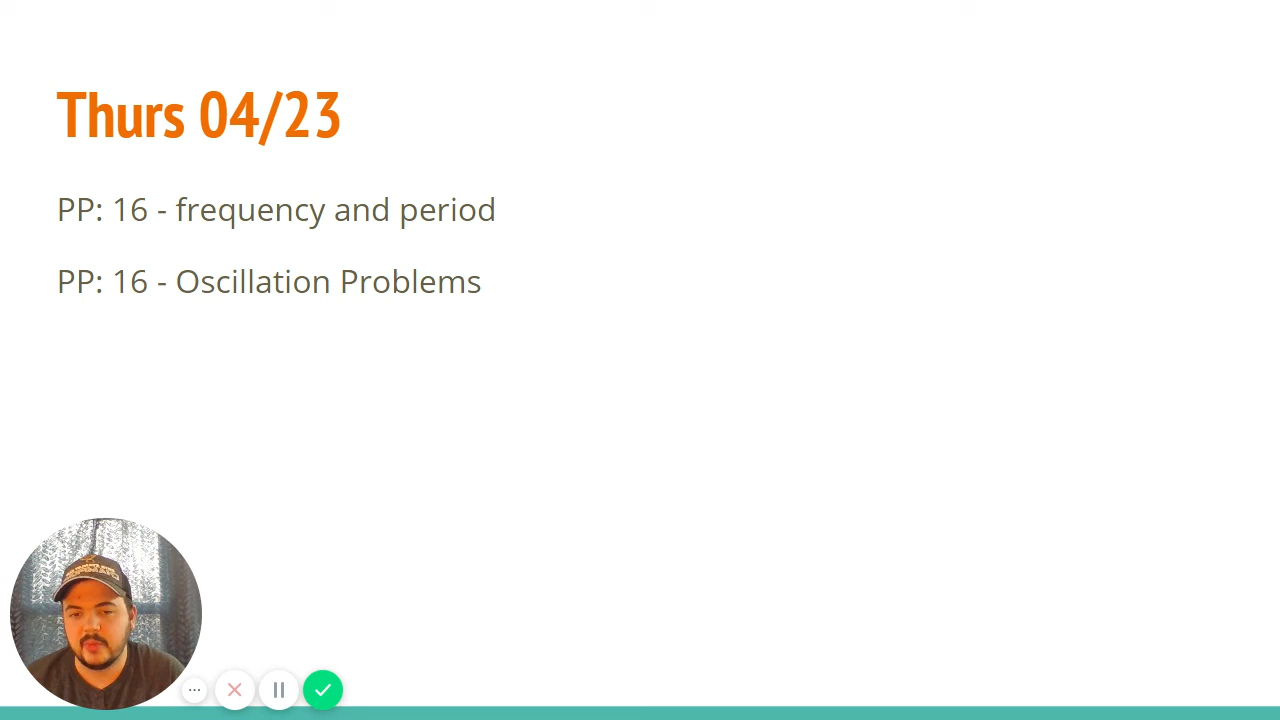 Thurs 04/23
PP: 16 - frequency and period
PP: 16 - Oscillation Problems